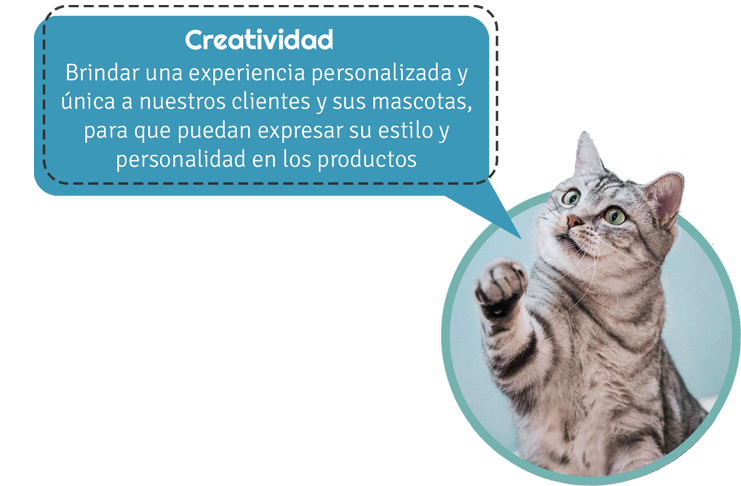 Creatividad
Brindar una experiencia personalizada y
única a nuestros clientes y sus mascotas,
para que puedan expresar su estilo y
personalidad en los productos